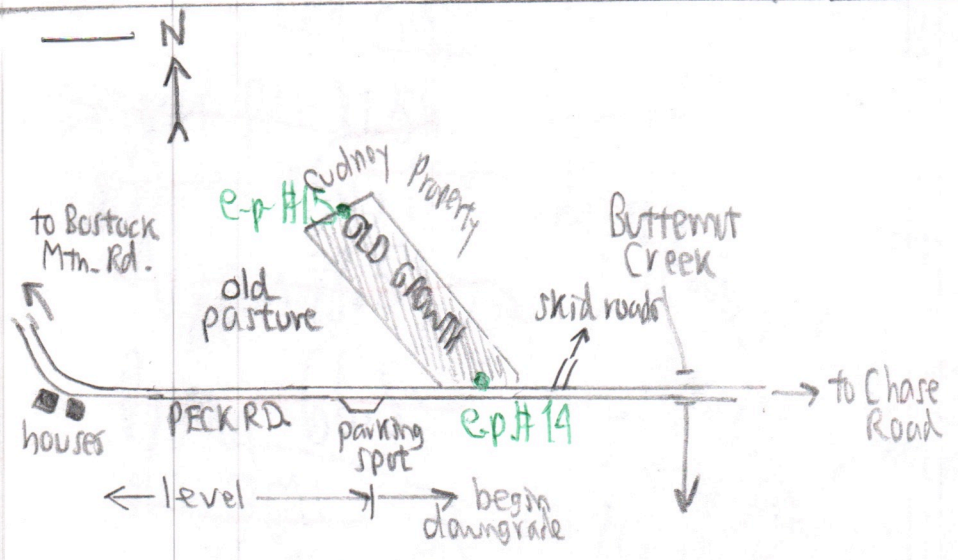 N
Cudney Property
e-p #15
to Bostock
Mtn. Rd.
OLD GROWTH
Butternut
Creek
old
pasture
skid roads
to Chase
Road
PECK RD.
parking
spot
e.p. #14
houses
level
begin
downgrade